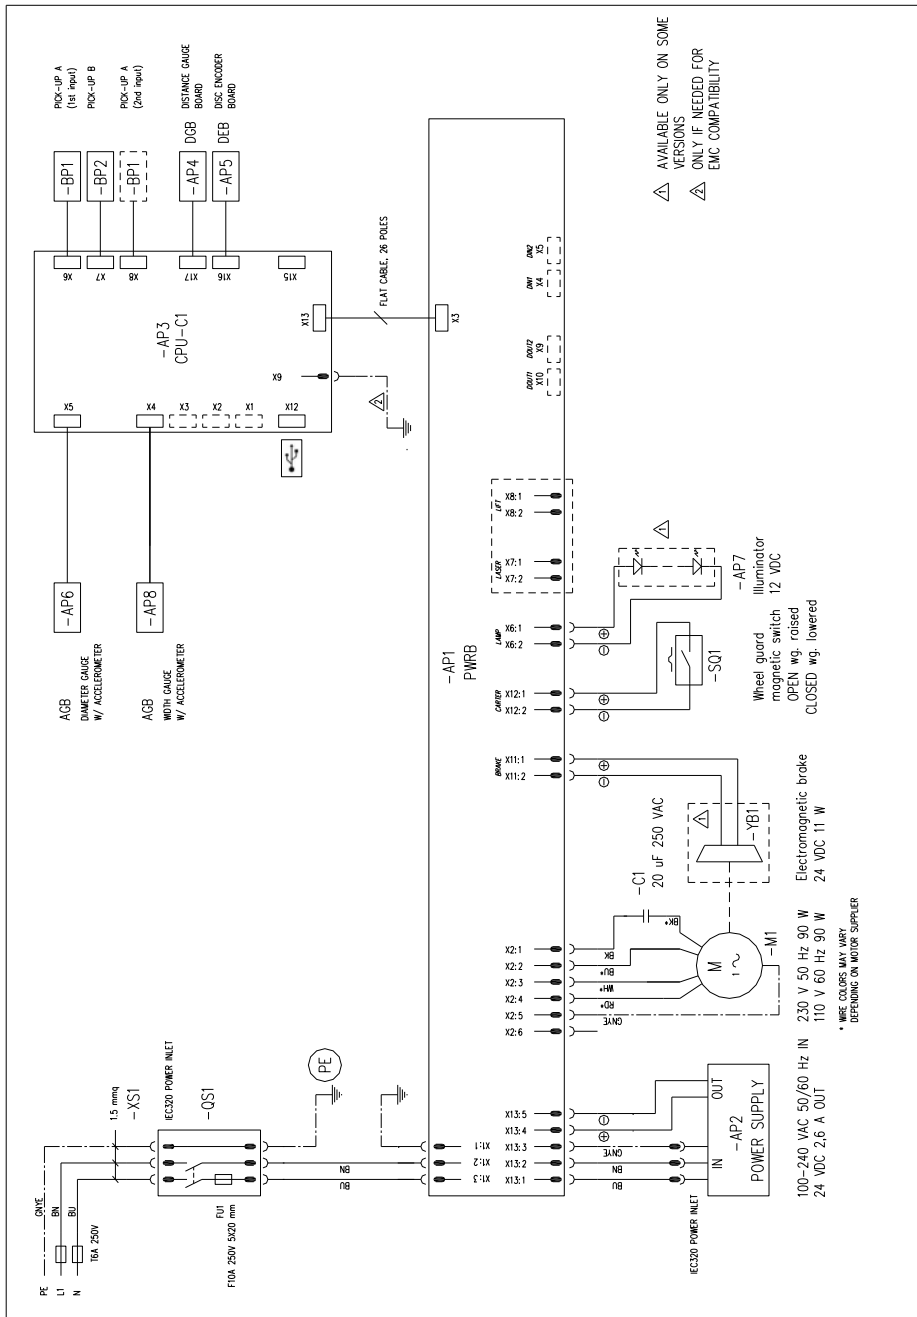 PICK-UP A
(1st input)
PICK-UP B
PICK-UP A
(2nd input)
DISTANCE GAUGE
BOARD
DISC ENCODER
BOARD
DGB
DEB
-BP1
-BP2
-BP1
-AP4
-AP5
X6
X7
X8
X17
X16
X15
-AP3
CPU-C1
X13
X9
FLAT CABLE, 26 POLES
X3
2
X5
X4
X3
X2
X1
X12
-AP6
-AP8
AGB
DIAMETER GAUGE
W/ ACCELEROMETER
AGB
WIDTH GAUGE
W/ ACCELEROMETER
1 AVAILABLE ONLY ON SOME
VERSIONS
2 ONLY IF NEEDED FOR
EMC COMPATIBILITY
-AP1
PWRB
DIN2
X5
DIN1
X4
DOUT2
X9
DOUT1
X10
LIFT
X8:1
X8:2
LASER
X7:1
X7:2
LAMP
X6:1
X6:2
CARTER
X12:1
X12:2
BRAKE
X11:1
X11:2
X2:1
X2:2
X2:3
X2:4
X2:5
X2:6
X13:5
X13:4
X13:3
X13:2
X13:1
X1:1
X1:2
X1:3
+
-
1
-AP7
Illuminator
12 VDC
+
-
-SQ1
Wheel guard
magnetic switch
OPEN wg. raised
CLOSED wg. lowered
+
-
1
-YB1
Electromagnetic brake
24 VDC 11 W
-C1
20 uF 250 VAC
BK
BK*
BU*
WH*
RD*
GNYE
M
1~
-M1
230 V 50 Hz 90 W
110 V 60 Hz 90 W
* WIRE COLORS MAY VARY
DEPENDING ON MOTOR SUPPLIER
-
+
GNYE
BN
BU
IEC320 POWER INLET
OUT
IN
-AP2
POWER SUPPLY
100-240 VAC 50/60 Hz IN
24 VDC 2,6 A OUT
PE
L1
N
GNYE
BN
BU
T6A 250V
1.5 mmq
-XS1
IEC320 POWER INLET
-QS1
FU1
F10A 250V 5X20 mm
PE
BN
BU